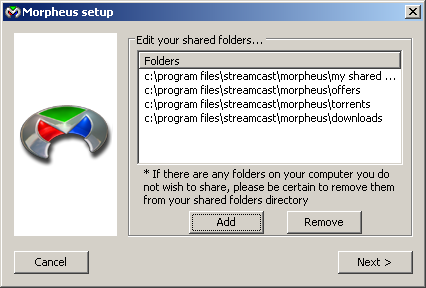 Morpheus setup
Edit your shared folders...
Folders
c:\program files\streamcast\morpheus\my shared ...
c:\program files\streamcast\morpheus\offers
c:\program files\streamcast\morpheus\torrents
c:\program files\streamcast\morpheus\downloads
* If there are any folders on your computer you do
not wish to share, please be certain to remove them
from your shared folders directory
Add Remove
Cancel Next >